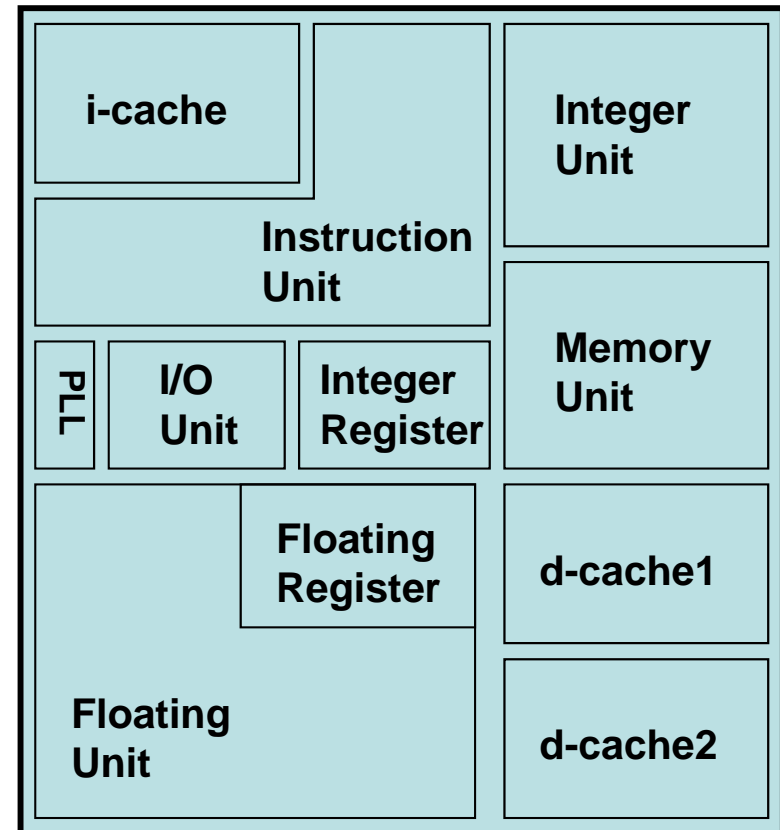 i-cache
Instruction
Unit
Integer
Unit
Memory
Unit
PLL
I/O
Unit
Integer
Register
Floating
Register
Floating
Unit
d-cache1
d-cache2